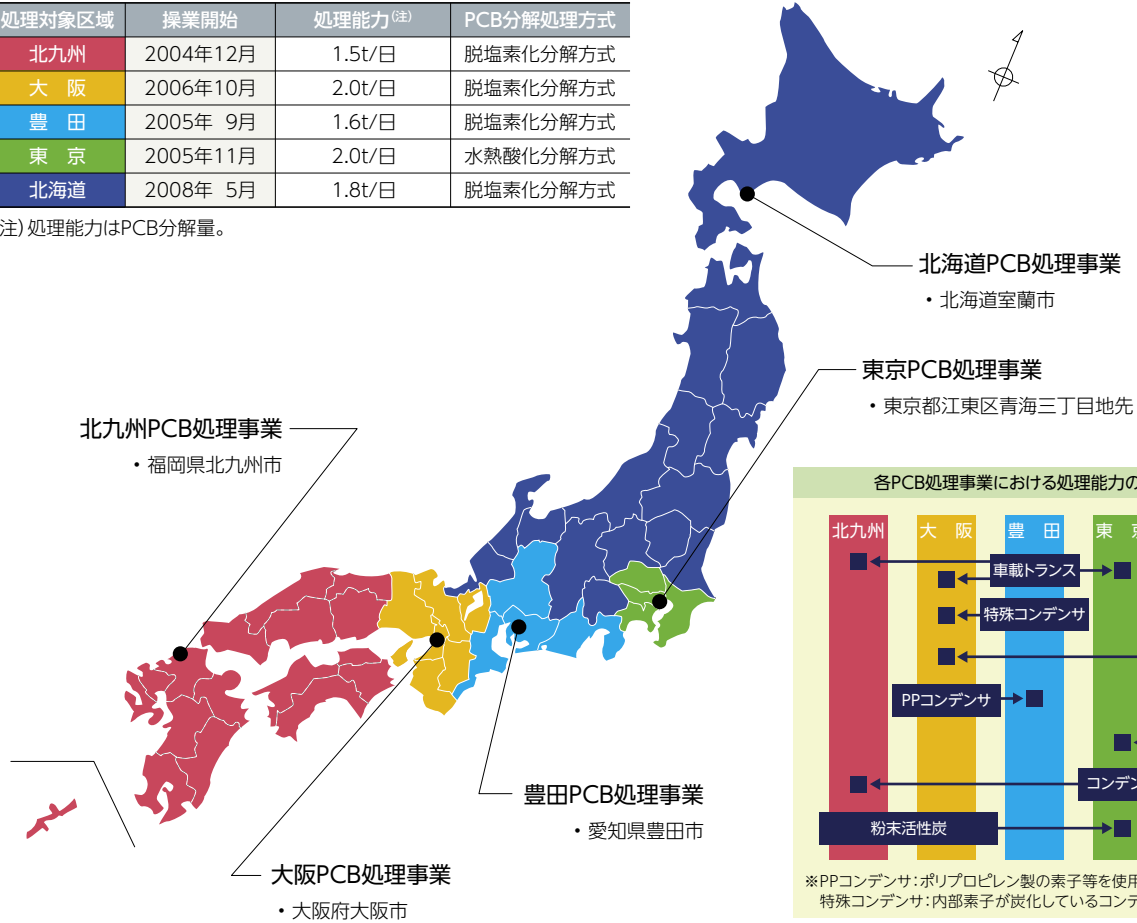 処理対象区域 操業開始 処理能力(注) PCB分解処理方式
北九州 2004年12月 1.5t/日 脱塩素化分解方式
大　阪 2006年10月 2.0t/日 脱塩素化分解方式
豊　田 2005年 9月 1.6t/日 脱塩素化分解方式
東　京 2005年11月 2.0t/日 水熱酸化分解方式
北海道 2008年 5月 1.8t/日 脱塩素化分解方式
注)処理能力はPCB分解量。
北海道PCB処理事業
・北海道室蘭市
東京PCB処理事業
・東京都江東区青海三丁目地先
北九州PCB処理事業
・福岡県北九州市
豊田PCB処理事業
・愛知県豊田市
大阪PCB処理事業
・大阪府大阪市
各PCB処理事業における処理能力の
北九州 大　阪 豊　田 東　京
車載トランス
特殊コンデンサ
PPコンデンサ
コンデン
粉末活性炭
※PPコンデンサ：ポリプロピレン製の素子等を使用
特殊コンデンサ：内部素子が炭化しているコンデ